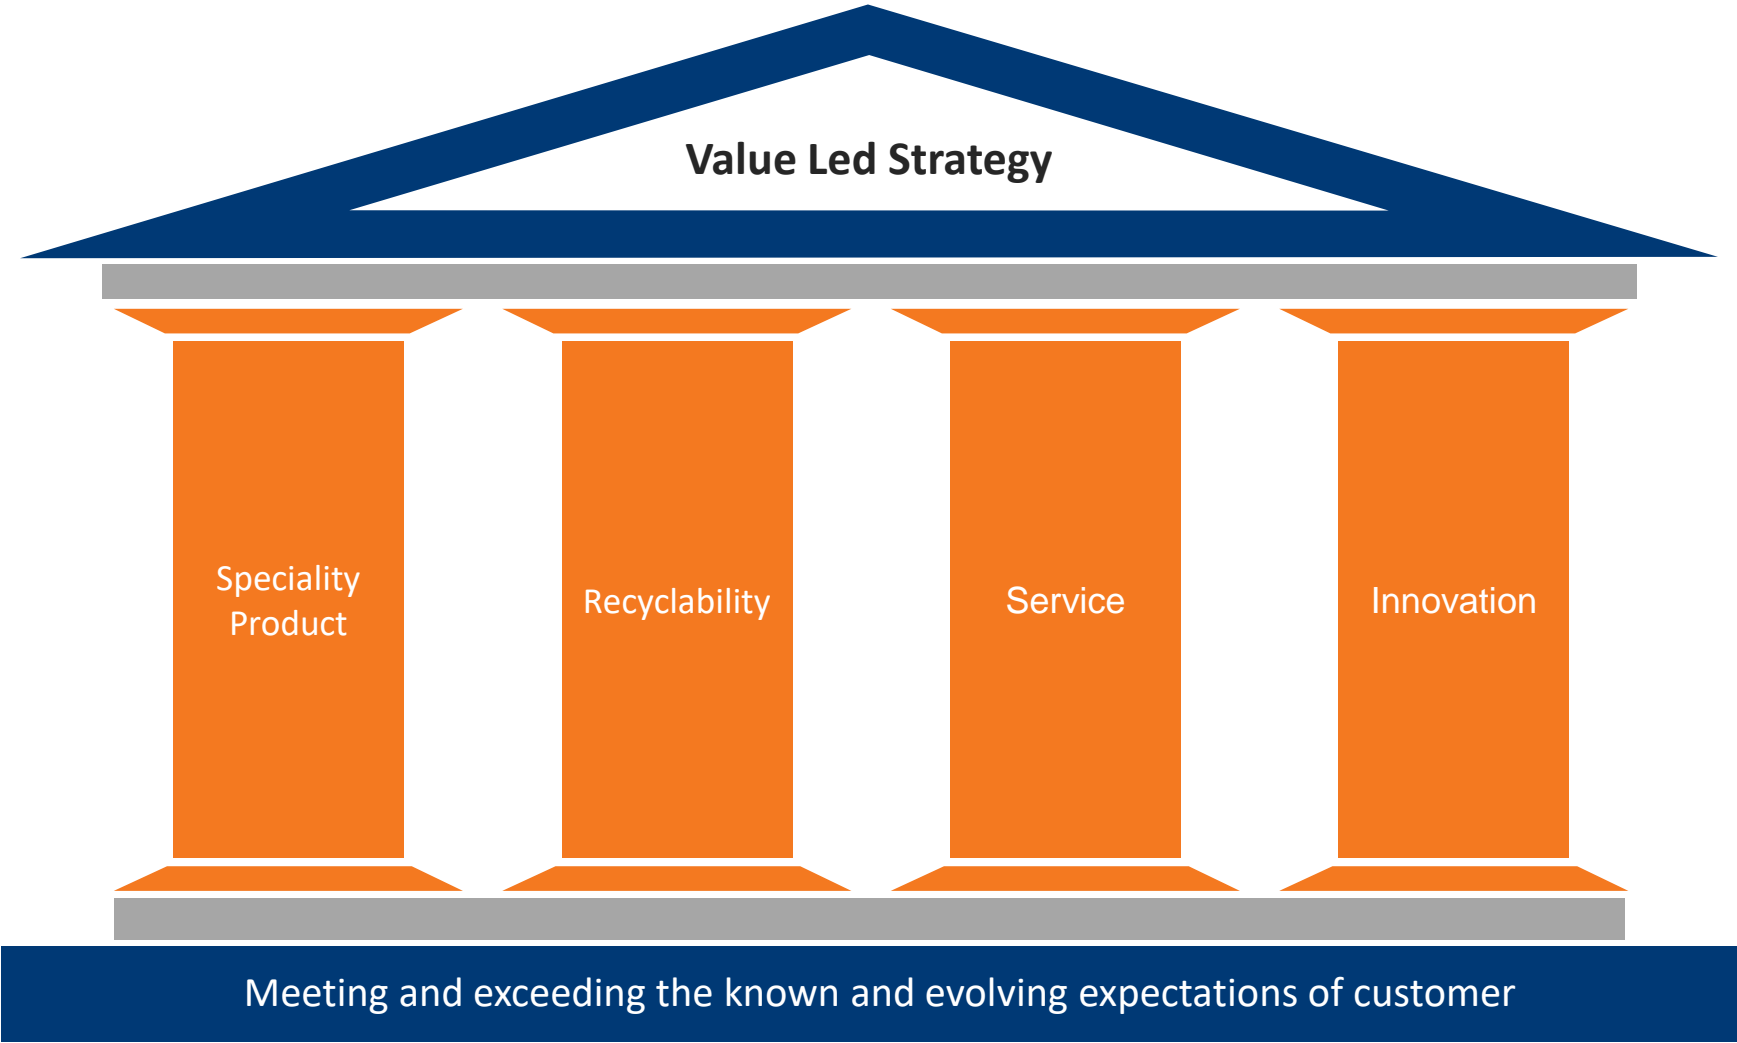 Value Led Strategy
Speciality
Product
Recyclability
Service
Innovation
Meeting and exceeding the known and evolving expectations of customer